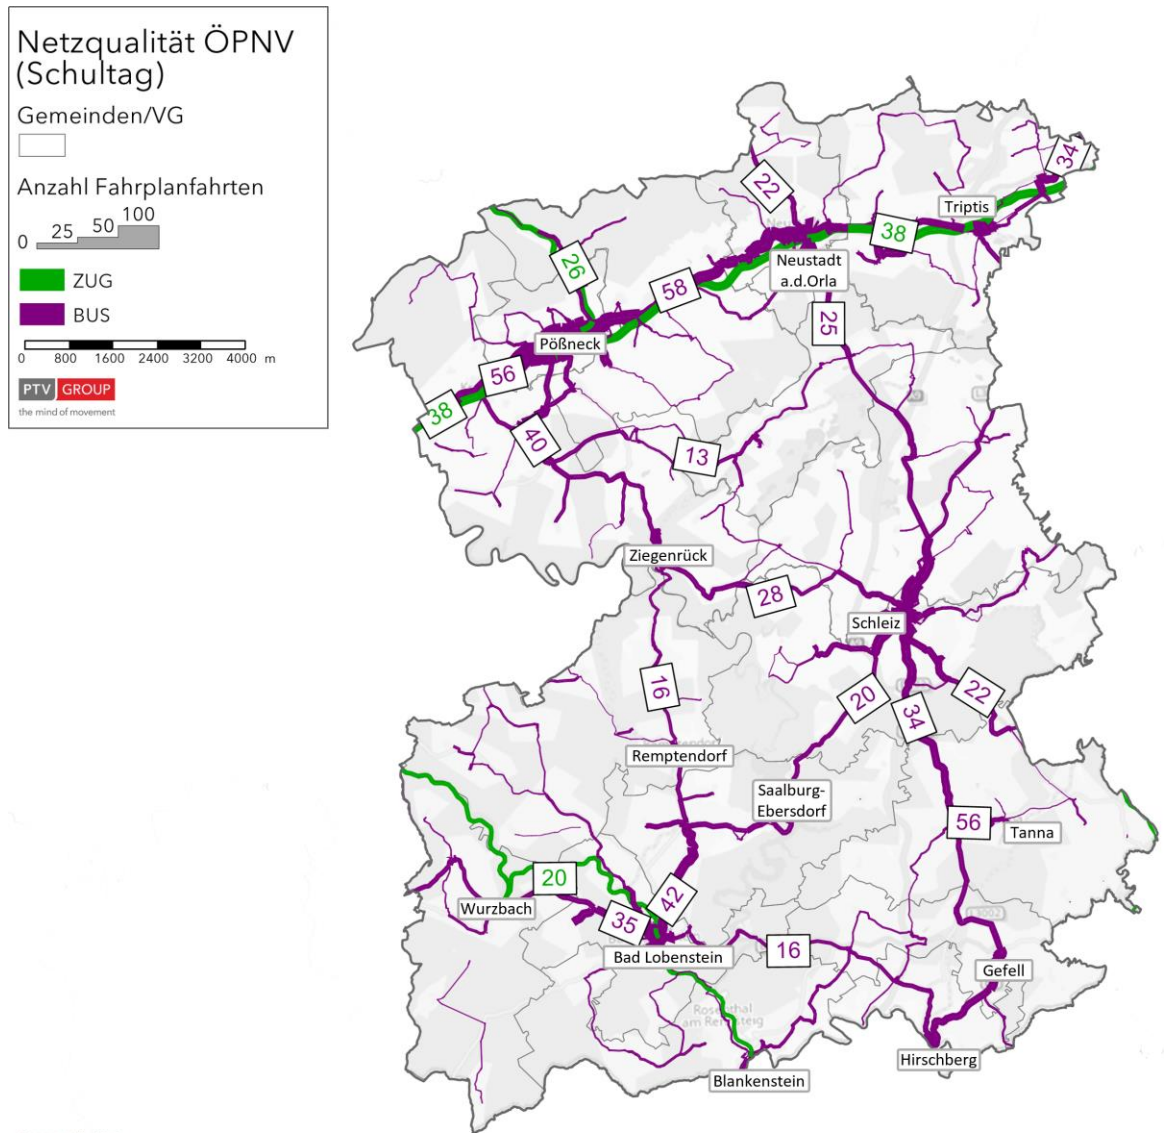 Netzqualität ÖPNV
(Schultag)
Gemeinden/VG
Anzahl Fahrplanfahrten
0 25 50 100
ZUG
BUS
0 800 1600 2400 3200 4000 m
PTV GROUP
the mind of movement
34
22
Triptis
38
Neustadt
a.d.Orla
26
58
25
Pößneck
56
38
40
13
Ziegenrück
28
Schleiz
16
20
22
34
Remptendorf
Saalburg-
Ebersdorf
56
Tanna
20
42
Wurzbach
35
16
Bad Lobenstein
Gefell
Rosenthal
am Rennsteig
Hirschberg
Blankenstein